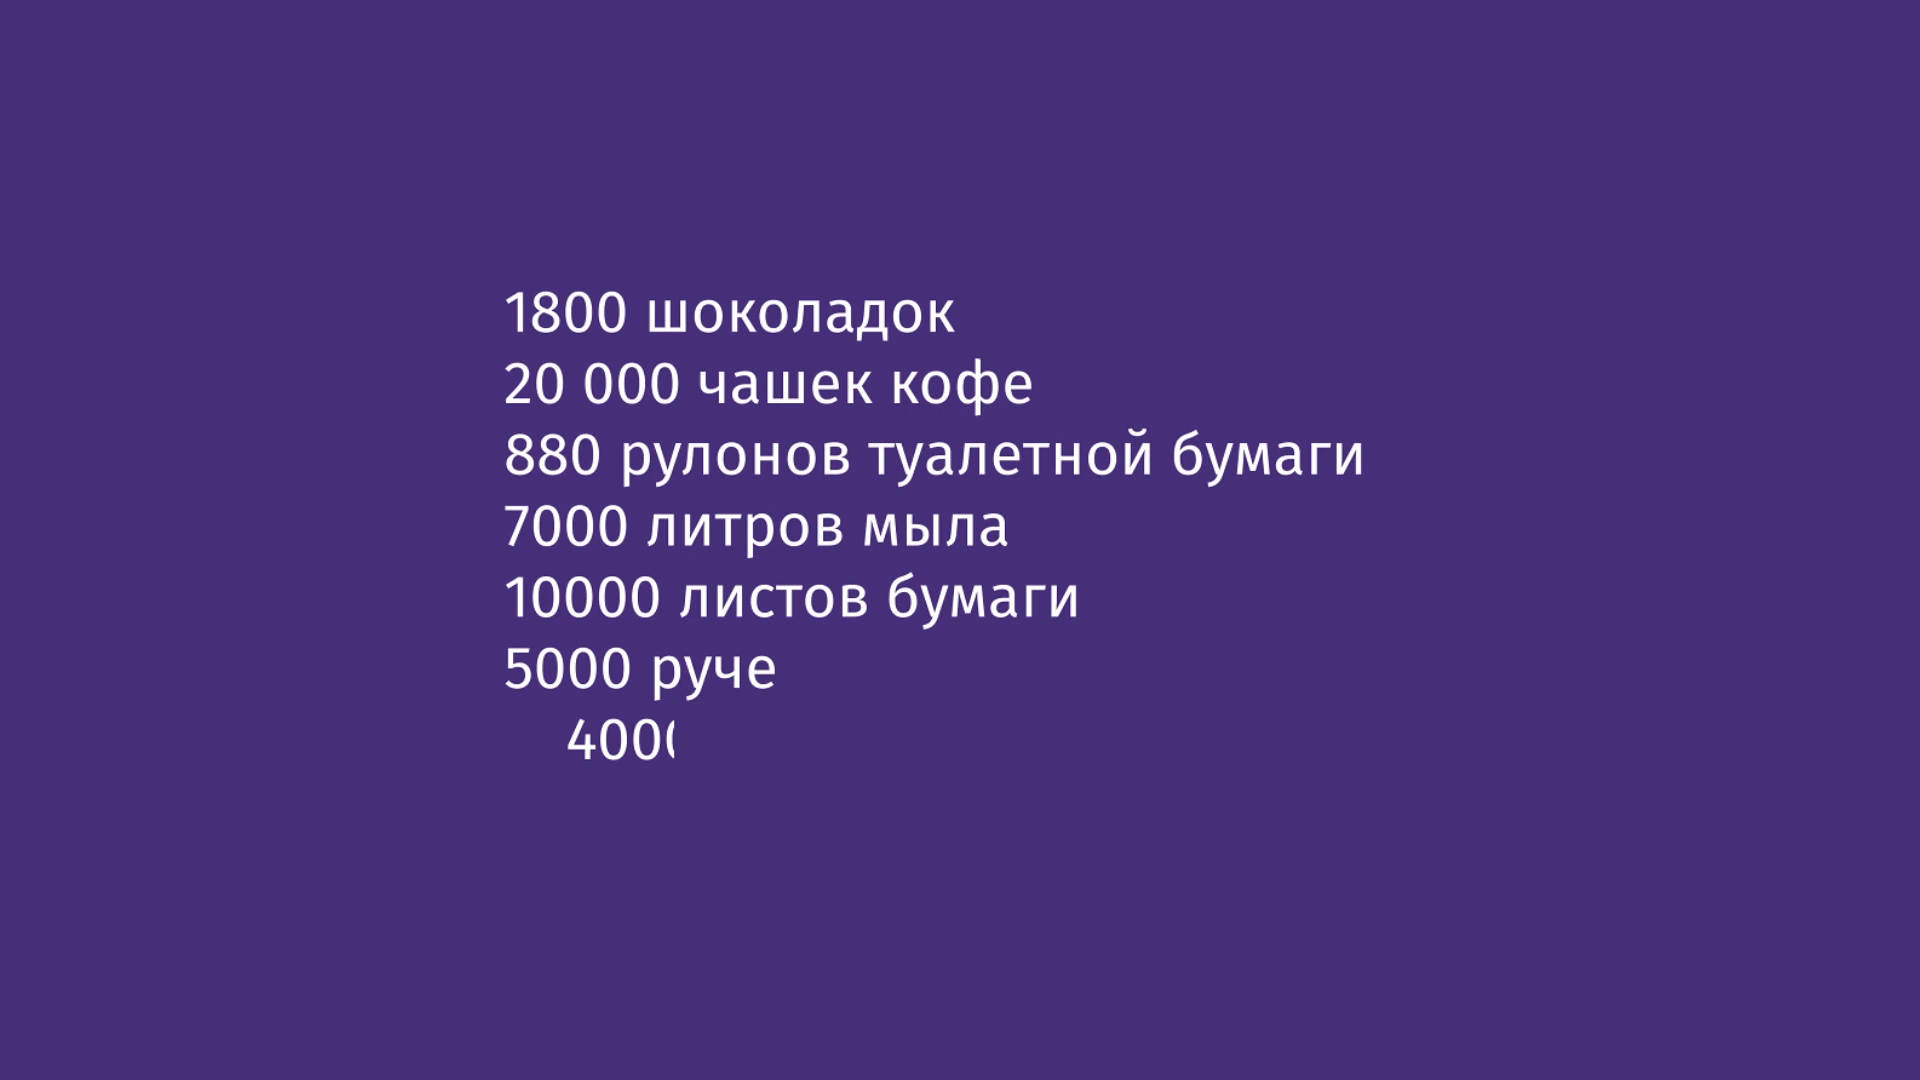 1800 шоколадок
20 000 чашек кофе
880 рулонов туалетной бумаги
7000 литров мыла
10000 листов бумаги
5000 руче